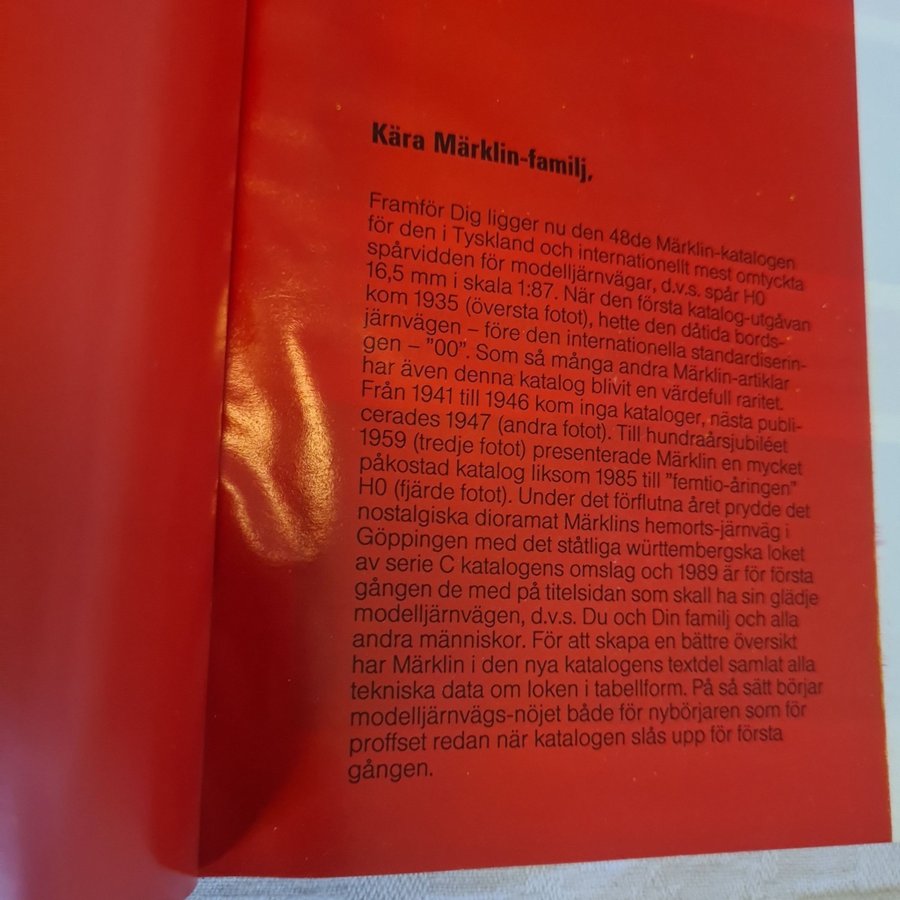 Kära Märklin-familj,
Framför Dig ligger nu den 48de Märklin-katalogen
för den i Tyskland och internationellt mest omtyckta
spårvidden för modelljärnvägar, d.v.s. spår H0
16,5 mm i skala 1:87. När den första katalog-utgåvan
kom 1935 (översta fotot), hette den dåtida bords-
järnvägen – före den internationella standardiserin-
gen – "00". Som så många andra Märklin-artiklar
har även denna katalog blivit en värdefull raritet.
Från 1941 till 1946 kom inga kataloger, nästa publi-
cerades 1947 (andra fotot). Till hundraårsjubiléet
1959 (tredje fotot) presenterade Märklin en mycket
påkostad katalog liksom 1985 till "femtio-åringen"
H0 (fjärde fotot). Under det förflutna året prydde det
nostalgiska dioramat Märklins hemorts-järnväg i
Göppingen med det ståtliga württembergska loket
av serie C katalogens omslag och 1989 är för första
gången de med på titelsidan som skall ha sin glädje
modelljärnvägen, d.v.s. Du och Din familj och alla
andra människor. För att skapa en bättre översikt
har Märklin i den nya katalogens textdel samlat alla
tekniska data om loken i tabellform. På så sätt börjar
modelljärnvägs-nöjet både för nybörjaren som för
proffset redan när katalogen slås upp för första
gången.